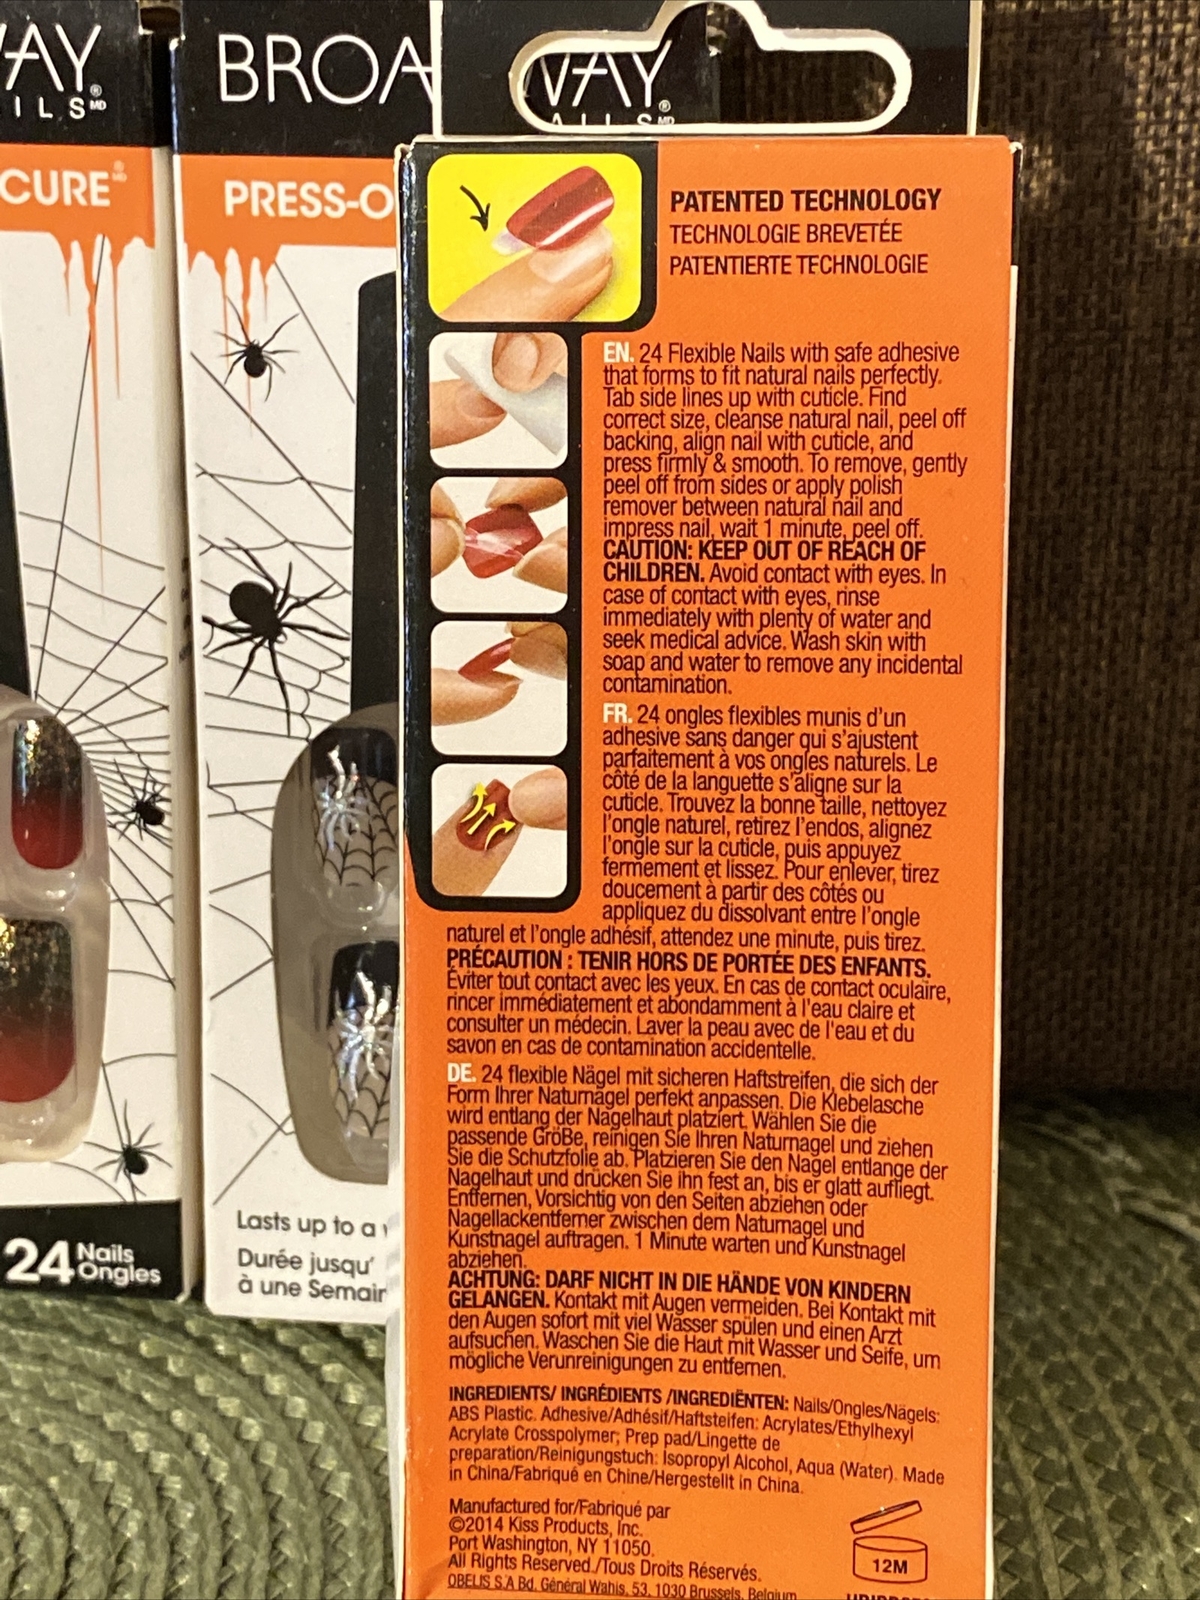 WAY®
ILS MD
CURE® MD
24 Nails
Ongles
BROA
WAY®
AILS MD
PRESS-O
Lasts up to a
Durée jusqu'
à une Semain
PATENTED TECHNOLOGY
TECHNOLOGIE BREVETÉE
PATENTIERTE TECHNOLOGIE
EN. 24 Flexible Nails with safe adhesive
that forms to fit natural nails perfectly.
Tab side lines up with cuticle. Find
correct size, cleanse natural nail, peel off
backing, align nail with cuticle, and
press firmly & smooth. To remove, gently
peel off from sides or apply polish
remover between natural nail and
impress nail, wait 1 minute, peel off.
CAUTION: KEEP OUT OF REACH OF
CHILDREN. Avoid contact with eyes. In
case of contact with eyes, rinse
immediately with plenty of water and
seek medical advice. Wash skin with
soap and water to remove any incidental
contamination.
FR. 24 ongles flexibles munis d'un
adhesive sans danger qui s'ajustent
parfaitement à vos ongles naturels. Le
côté de la languette s'aligne sur la
cuticle. Trouvez la bonne taille, nettoyez
l'ongle naturel, retirez l'endos, alignez
l'ongle sur la cuticle, puis appuyez
fermement et lissez. Pour enlever, tirez
doucement à partir des côtés ou
appliquez du dissolvant entre l'ongle
naturel et l'ongle adhésif, attendez une minute, puis tirez.
PRÉCAUTION : TENIR HORS DE PORTÉE DES ENFANTS.
Éviter tout contact avec les yeux. En cas de contact oculaire,
rincer immédiatement et abondamment à l'eau claire et
consulter un médecin. Laver la peau avec de l'eau et du
savon en cas de contamination accidentelle.
DE. 24 flexible Nägel mit sicheren Haftstreifen, die sich der
Form Ihrer Naturnägel perfekt anpassen. Die Klebelasche
wird entlang der Nagelhaut platziert. Wählen Sie die
passende GröBe, reinigen Sie Ihren Naturnagel und ziehen
Sie die Schutzfolie ab. Platzieren Sie den Nagel entlange der
Nagelhaut und drücken Sie ihn fest an, bis er glatt aufliegt.
Entfernen, Vorsichtig von den Seiten abziehen oder
Nagellackentferner zwischen dem Naturnagel und
Kunstnagel auftragen. 1 Minute warten und Kunstnagel
abziehen.
ACHTUNG: DARF NICHT IN DIE HÄNDE VON KINDERN
GELANGEN. Kontakt mit Augen vermeiden. Bei Kontakt mit
den Augen sofort mit viel Wasser spülen und einen Arzt
aufsuchen. Waschen Sie die Haut mit Wasser und Seife, um
mögliche Verunreinigungen zu entfernen.
INGREDIENTS/ INGRÉDIENTS /INGREDIËNTEN: Nails/Ongles/Nägels:
ABS Plastic. Adhesive/Adhésif/Haftsteifen: Acrylates/Ethylhexyl
Acrylate Crosspolymer; Prep pad/Lingette de
preparation/Reinigungstuch: Isopropyl Alcohol, Aqua (Water). Made
in China/Fabriqué en Chine/Hergestellt in China.
Manufactured for/Fabriqué par
©2014 Kiss Products, Inc.
Port Washington, NY 11050.
All Rights Reserved./Tous Droits Réservés.
OBELIS S.A Bd. Général Wahis, 53, 1030 Brussels, Belgium
12M